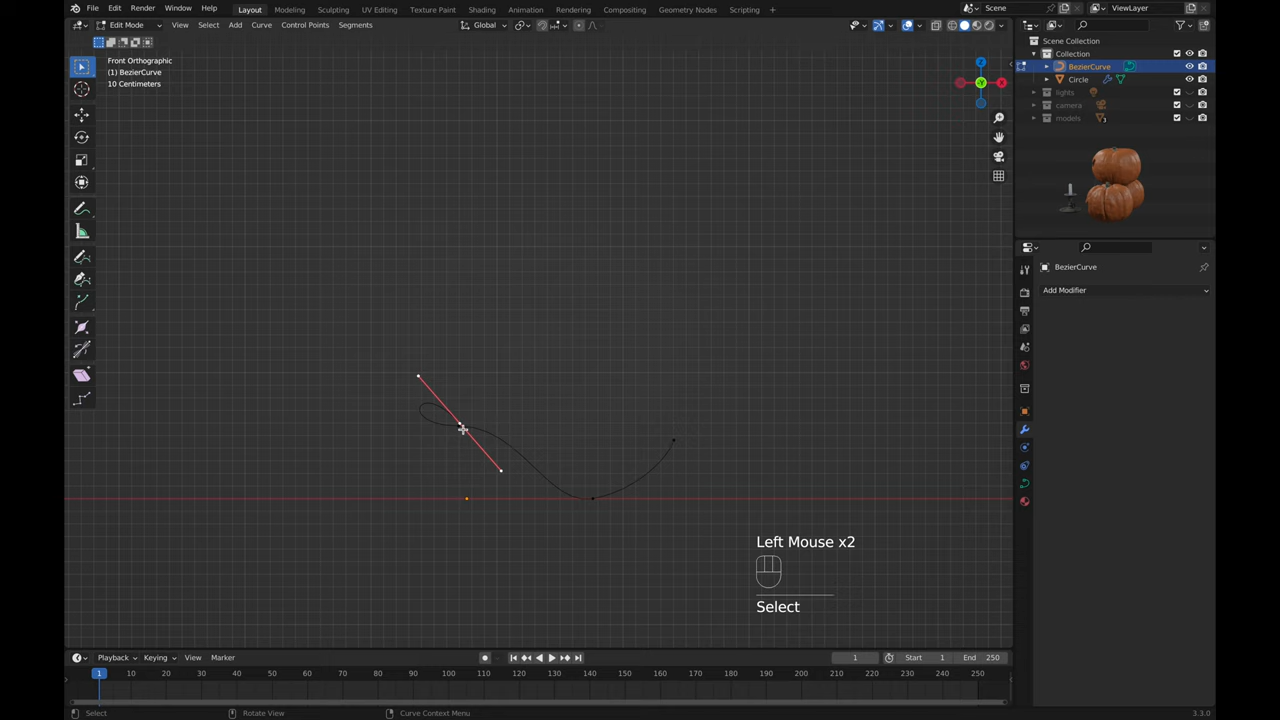 File Edit Render Window Help Layout Modeling Sculpting UV Editing Texture Paint Shading Animation Rendering Compositing Geometry Nodes Scripting + Scene ViewLayer
Edit Mode View Select Add Curve Control Points Segments Global
Front Orthographic
(1) BezierCurve
10 Centimeters
Z
Y
X
Scene Collection
Collection
BezierCurve
Circle
lights
camera
models
3
BezierCurve
Add Modifier
Left Mouse x2
Select
Playback Keying View Marker 1 Start 1 End 250
1 10 20 30 40 50 60 70 80 90 100 110 120 130 140 150 160 170 180 190 200 210 220 230 240 250
Select Rotate View Curve Context Menu 3.3.0